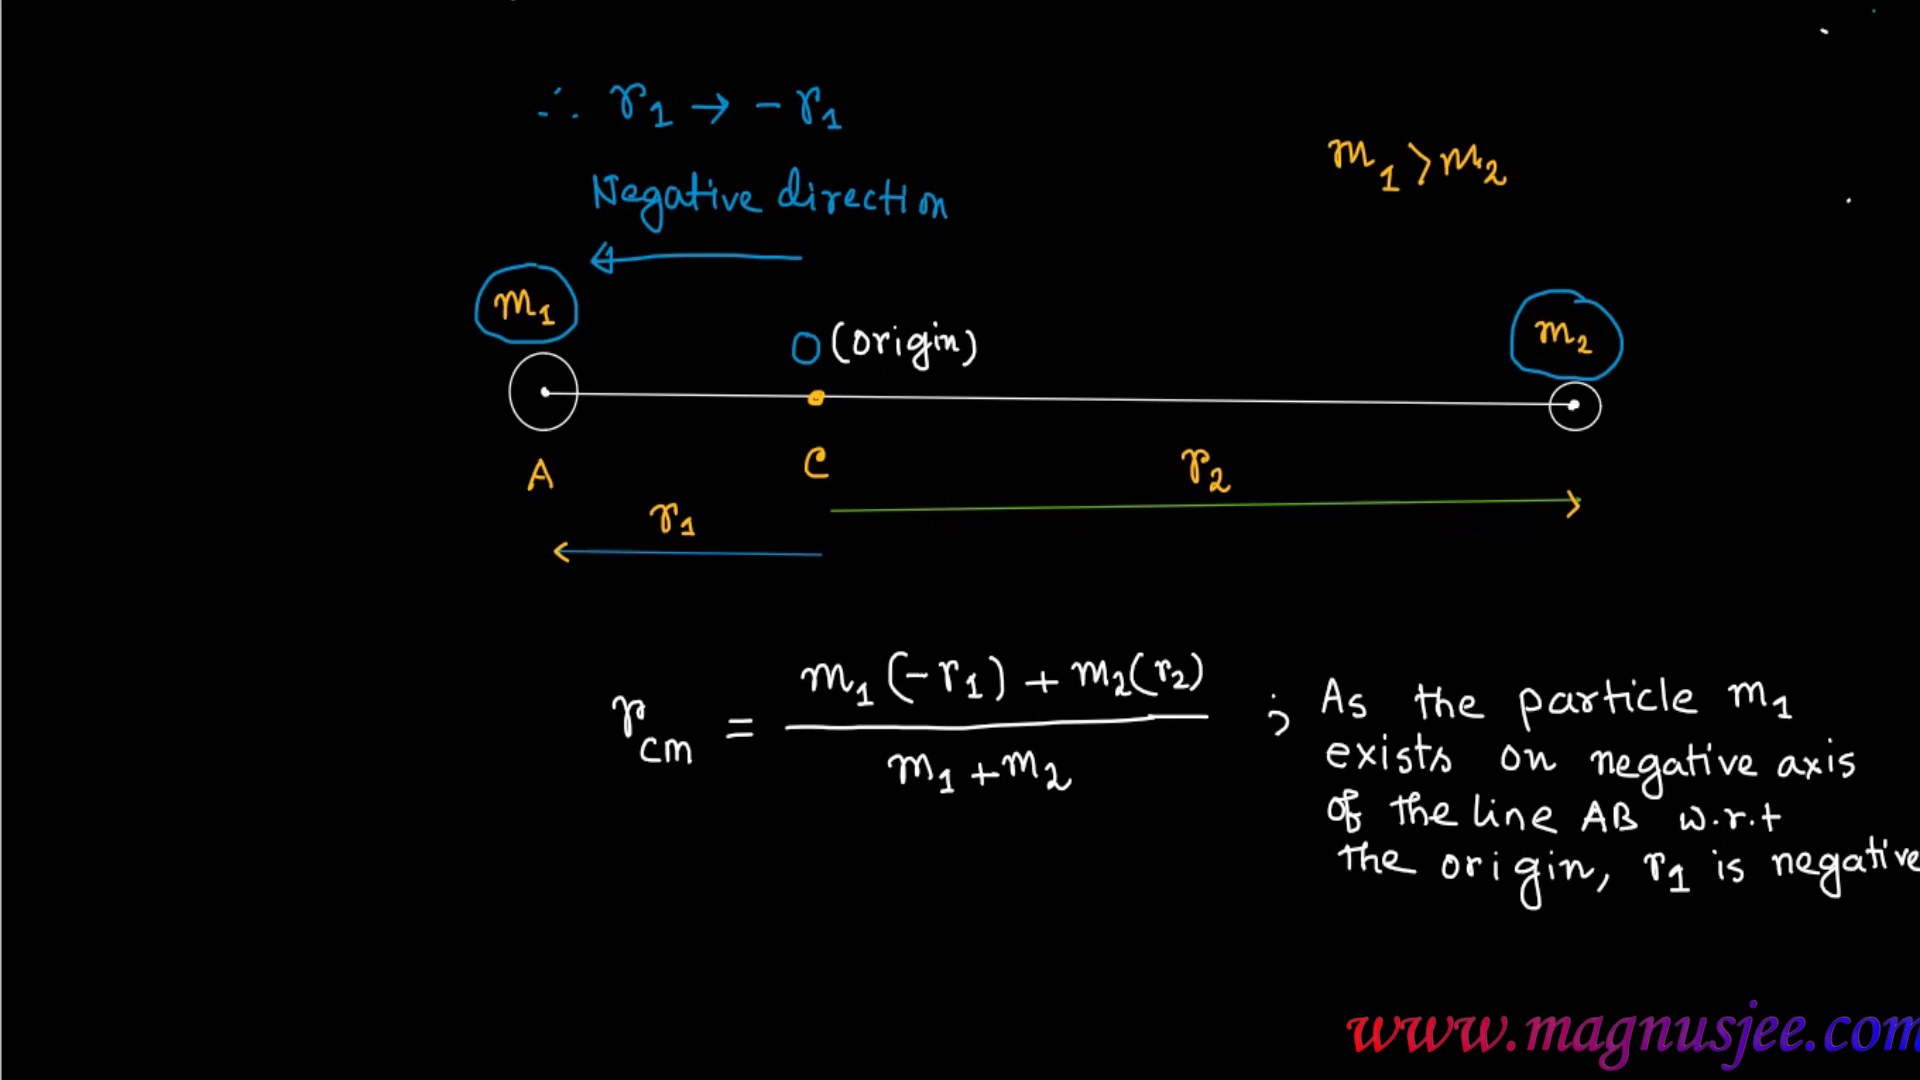 ∴ r₁ → - r₁
m₁ > m₂
Negative direction
m₁
O (origin)
m₂
A
C
r₂
r₁
r_cm = (m₁(-r₁) + m₂(r₂)) / (m₁ + m₂) ; As the particle m₁
exists on negative axis
of the line AB w.r.t
the origin, r₁ is negative
www.magnusjee.com